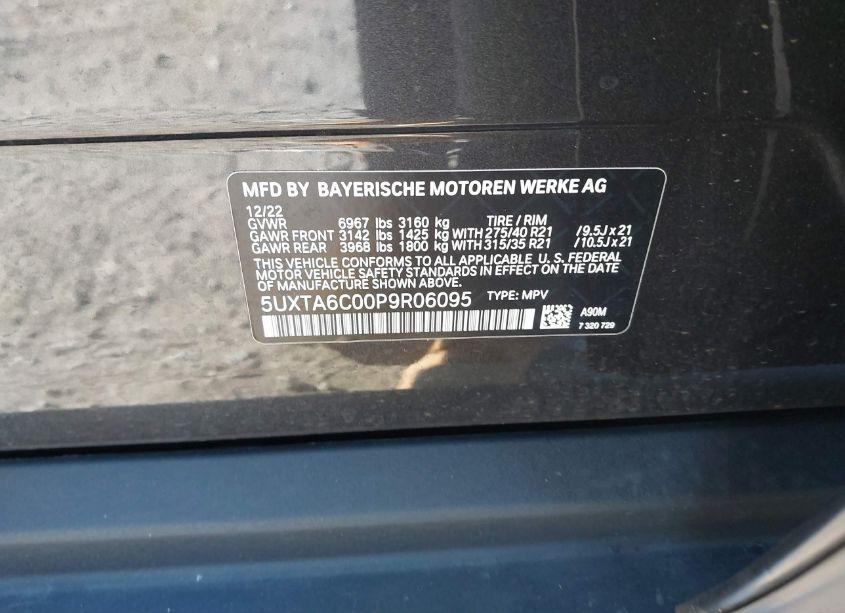 MFD BY BAYERISCHE MOTOREN WERKE AG
12/22
GVWR 6967 lbs 3160 kg TIRE / RIM
GAWR FRONT 3142 lbs 1425 kg WITH 275/40 R21 / 9.5J x 21
GAWR REAR 3968 lbs 1800 kg WITH 315/35 R21 / 10.5J x 21
THIS VEHICLE CONFORMS TO ALL APPLICABLE U. S. FEDERAL
MOTOR VEHICLE SAFETY STANDARDS IN EFFECT ON THE DATE
OF MANUFACTURE SHOWN ABOVE.
5UXTA6C00P9R06095 TYPE: MPV
A90M
7 320 729